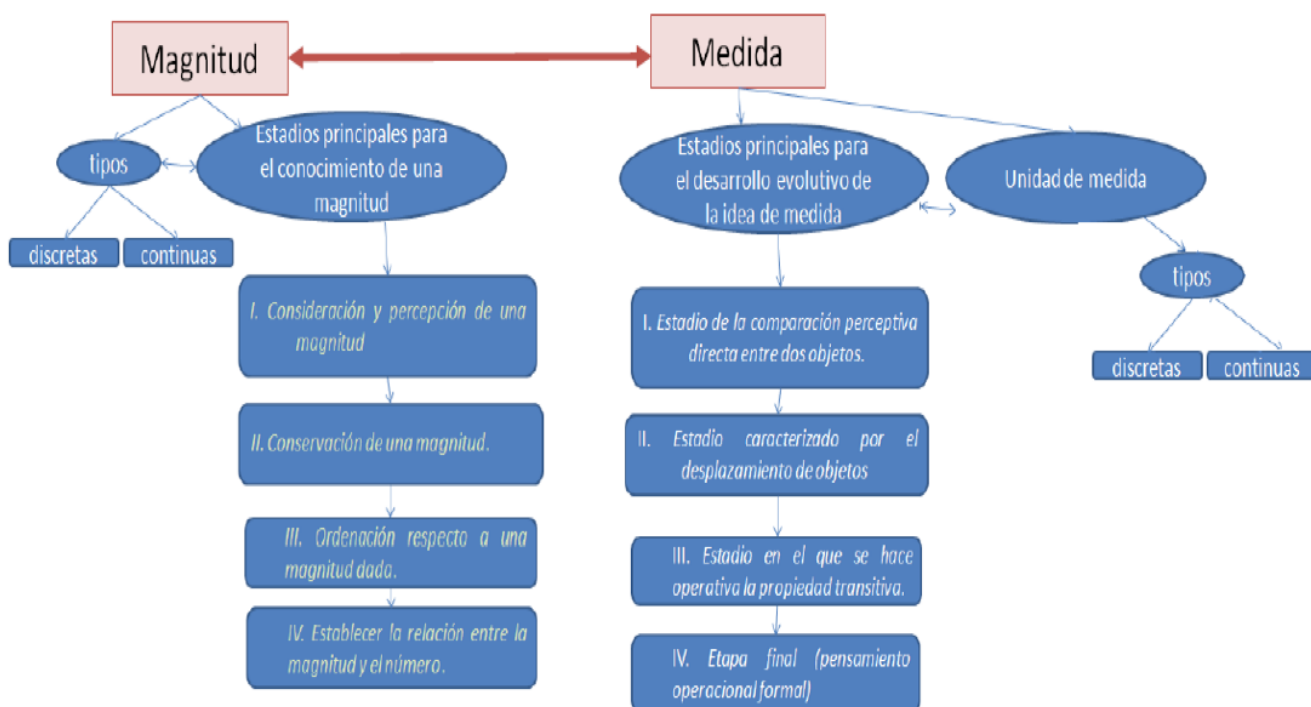 Magnitud
Medida
tipos
Estadios principales para
el conocimiento de una
magnitud
discretas
continuas
I. Consideración y percepción de una
magnitud
II. Conservación de una magnitud.
III. Ordenación respecto a una
magnitud dada.
IV. Establecer la relación entre la
magnitud y el número.
Estadios principales para
el desarrollo evolutivo de
la idea de medida
Unidad de medida
tipos
discretas
continuas
I. Estadio de la comparación perceptiva
directa entre dos objetos.
II. Estadio caracterizado por el
desplazamiento de objetos
III. Estadio en el que se hace
operativa la propiedad transitiva.
IV. Etapa final (pensamiento
operacional formal)